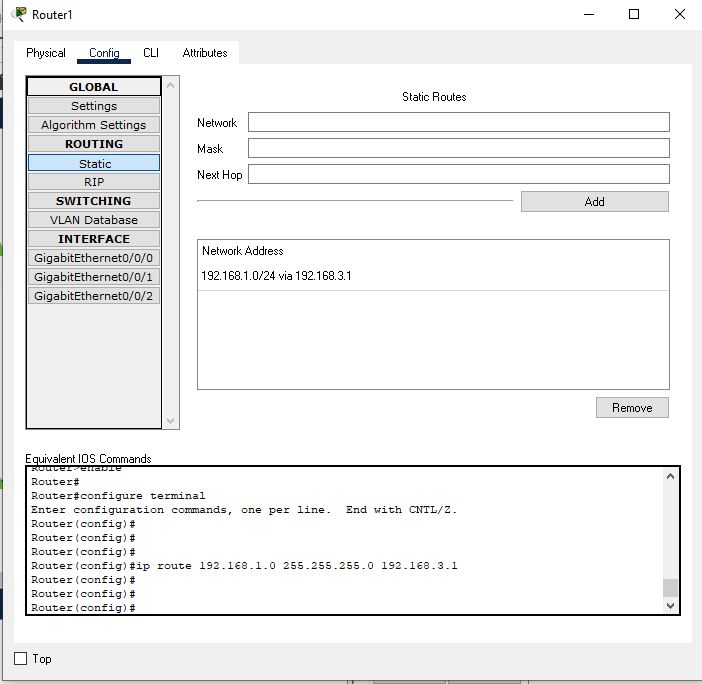 Router1
Physical Config CLI Attributes
GLOBAL
Settings
Algorithm Settings
ROUTING
Static
RIP
SWITCHING
VLAN Database
INTERFACE
GigabitEthernet0/0/0
GigabitEthernet0/0/1
GigabitEthernet0/0/2
Static Routes
Network
Mask
Next Hop
Add
Network Address
192.168.1.0/24 via 192.168.3.1
Remove
Equivalent IOS Commands
Router>enable
Router#
Router#configure terminal
Enter configuration commands, one per line.  End with CNTL/Z.
Router(config)#
Router(config)#
Router(config)#
Router(config)#ip route 192.168.1.0 255.255.255.0 192.168.3.1
Router(config)#
Router(config)#
Router(config)#
Top